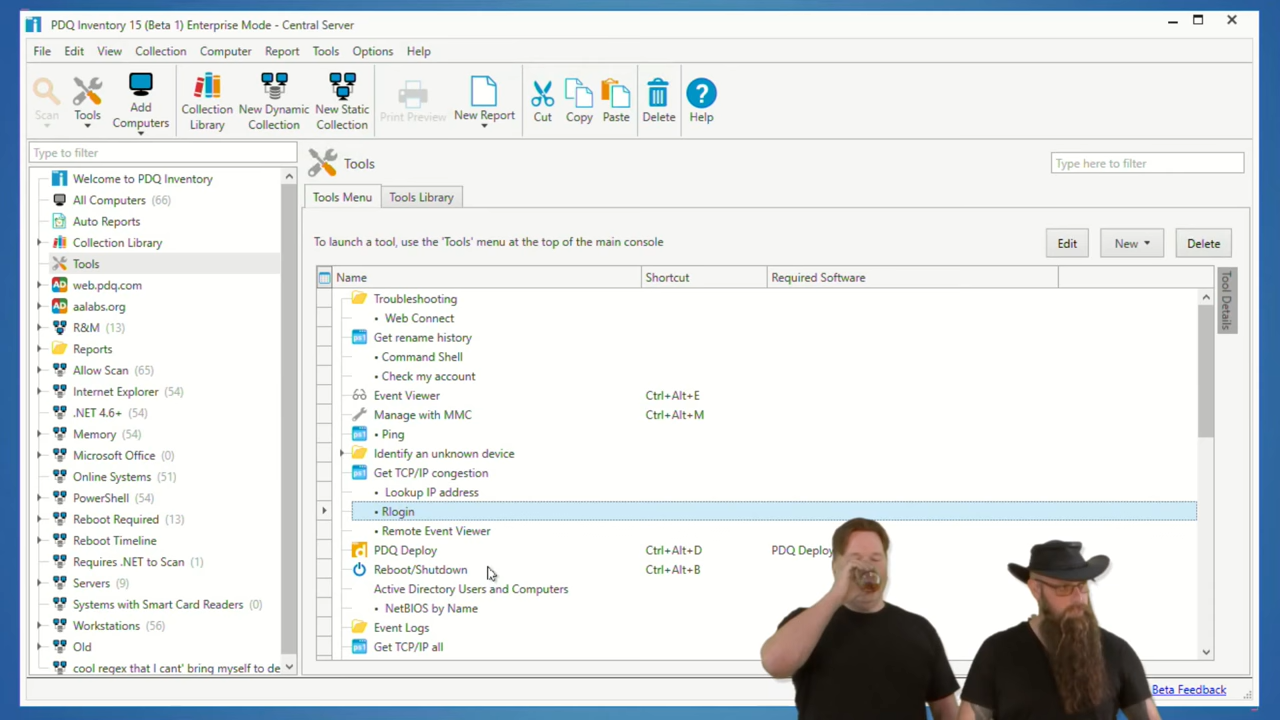 PDQ Inventory 15 (Beta 1) Enterprise Mode - Central Server
File Edit View Collection Computer Report Tools Options Help
Scan
Tools
Add Computers
Collection Library
New Dynamic Collection
New Static Collection
Print Preview
New Report
Cut
Copy
Paste
Delete
Help
Type to filter
Welcome to PDQ Inventory
All Computers (66)
Auto Reports
Collection Library
Tools
AD web.pdq.com
AD aalabs.org
R&M (13)
Reports
Allow Scan (65)
Internet Explorer (54)
.NET 4.6+ (54)
Memory (54)
Microsoft Office (0)
Online Systems (51)
PowerShell (54)
Reboot Required (13)
Reboot Timeline
Requires .NET to Scan (1)
Servers (9)
Systems with Smart Card Readers (0)
Workstations (56)
Old
cool regex that I cant' bring myself to de
Tools
Type here to filter
Tools Menu Tools Library
To launch a tool, use the 'Tools' menu at the top of the main console
Edit New Delete
Name Shortcut Required Software
Tool Details
Troubleshooting
• Web Connect
Get rename history
• Command Shell
• Check my account
Event Viewer Ctrl+Alt+E
Manage with MMC Ctrl+Alt+M
• Ping
Identify an unknown device
Get TCP/IP congestion
• Lookup IP address
• Rlogin
• Remote Event Viewer
PDQ Deploy Ctrl+Alt+D PDQ Deploy
Reboot/Shutdown Ctrl+Alt+B
Active Directory Users and Computers
• NetBIOS by Name
Event Logs
Get TCP/IP all
Beta Feedback